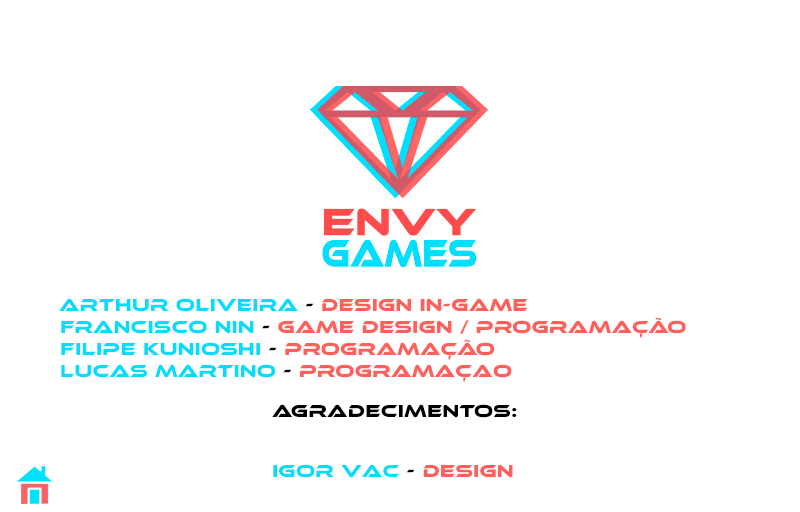 ENVY
GAMES
ARTHUR OLIVEIRA - DESIGN IN-GAME
FRANCISCO NIN - GAME DESIGN / PROGRAMAÇÃO
FILIPE KUNIOSHI - PROGRAMAÇÃO
LUCAS MARTINO - PROGRAMAÇAO
AGRADECIMENTOS:
IGOR VAC - DESIGN